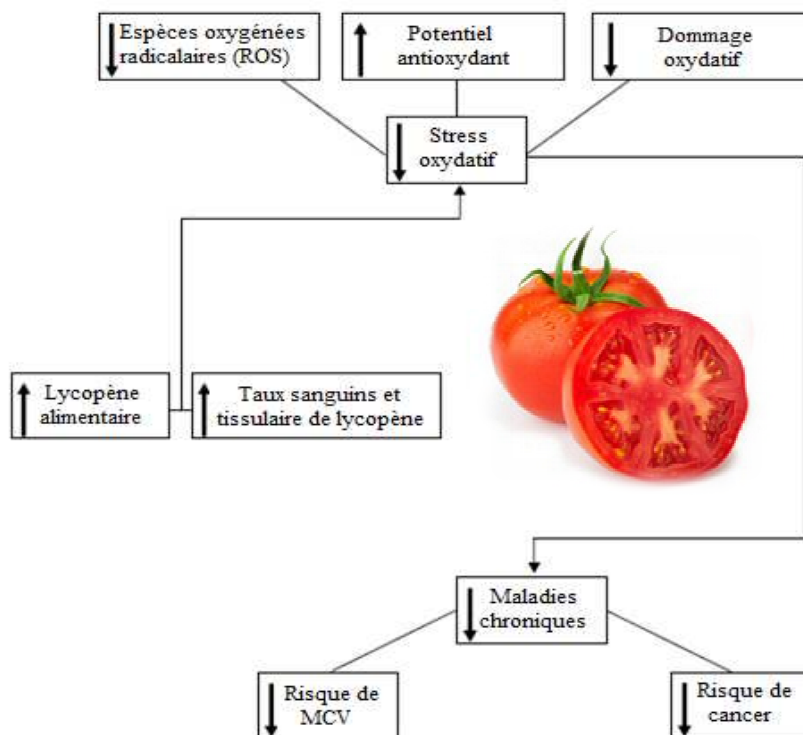 Espèces oxygénées
radicalaires (ROS)
Potentiel
antioxydant
Dommage
oxydatif
Stress
oxydatif
Lycopène
alimentaire
Taux sanguins et
tissulaire de lycopène
Maladies
chroniques
Risque de
MCV
Risque de
cancer